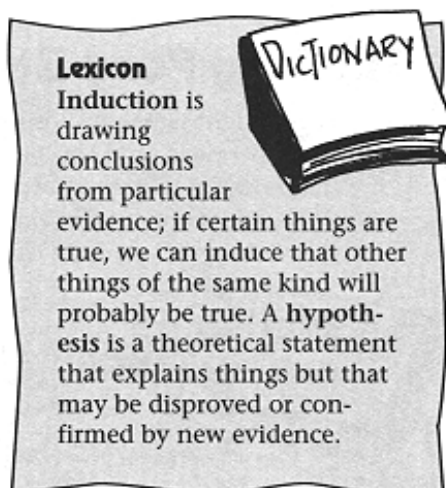 DICTIONARY
Lexicon
Induction is
drawing
conclusions
from particular
evidence; if certain things are
true, we can induce that other
things of the same kind will
probably be true. A hypoth-
esis is a theoretical statement
that explains things but that
may be disproved or con-
firmed by new evidence.